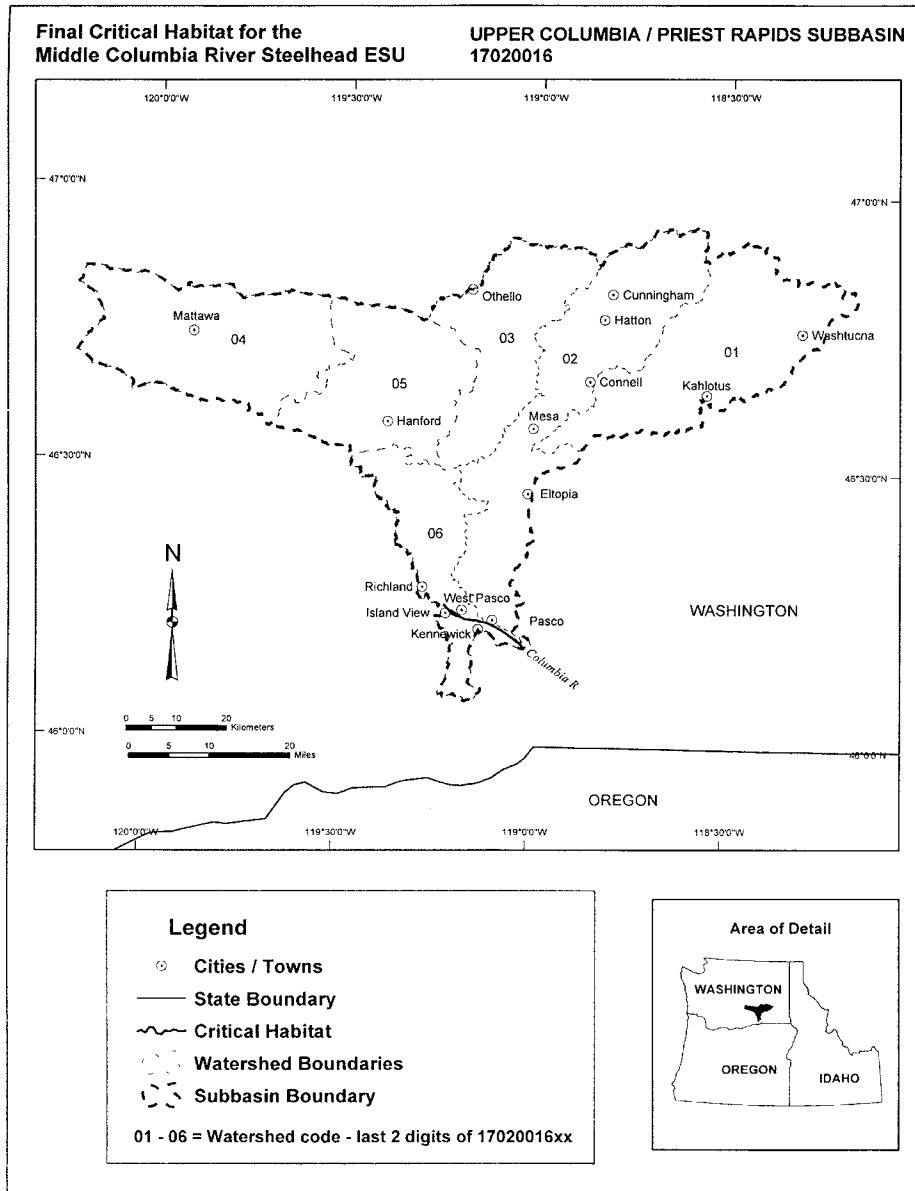 Final Critical Habitat for the
Middle Columbia River Steelhead ESU
UPPER COLUMBIA / PRIEST RAPIDS SUBBASIN
17020016
120°0'0"W
119°30'0"W
119°0'0"W
118°30'0"W
47°0'0"N
47°0'0"N
Othello
Cunningham
Mattawa
04
03
Hatton
Washtucna
02
01
05
Connell
Kahlotus
Hanford
Mesa
46°30'0"N
46°30'0"N
Eltopia
06
N
Richland
West Pasco
Island View
Pasco
WASHINGTON
Kennewick
Columbia R
0 5 10 20
Kilometers
46°0'0"N
0 5 10 20
Miles
46°0'0"N
OREGON
120°0'0"W
119°30'0"W
119°0'0"W
118°30'0"W
Legend
Cities / Towns
State Boundary
Critical Habitat
Watershed Boundaries
Subbasin Boundary
01 - 06 = Watershed code - last 2 digits of 17020016xx
Area of Detail
WASHINGTON
OREGON
IDAHO